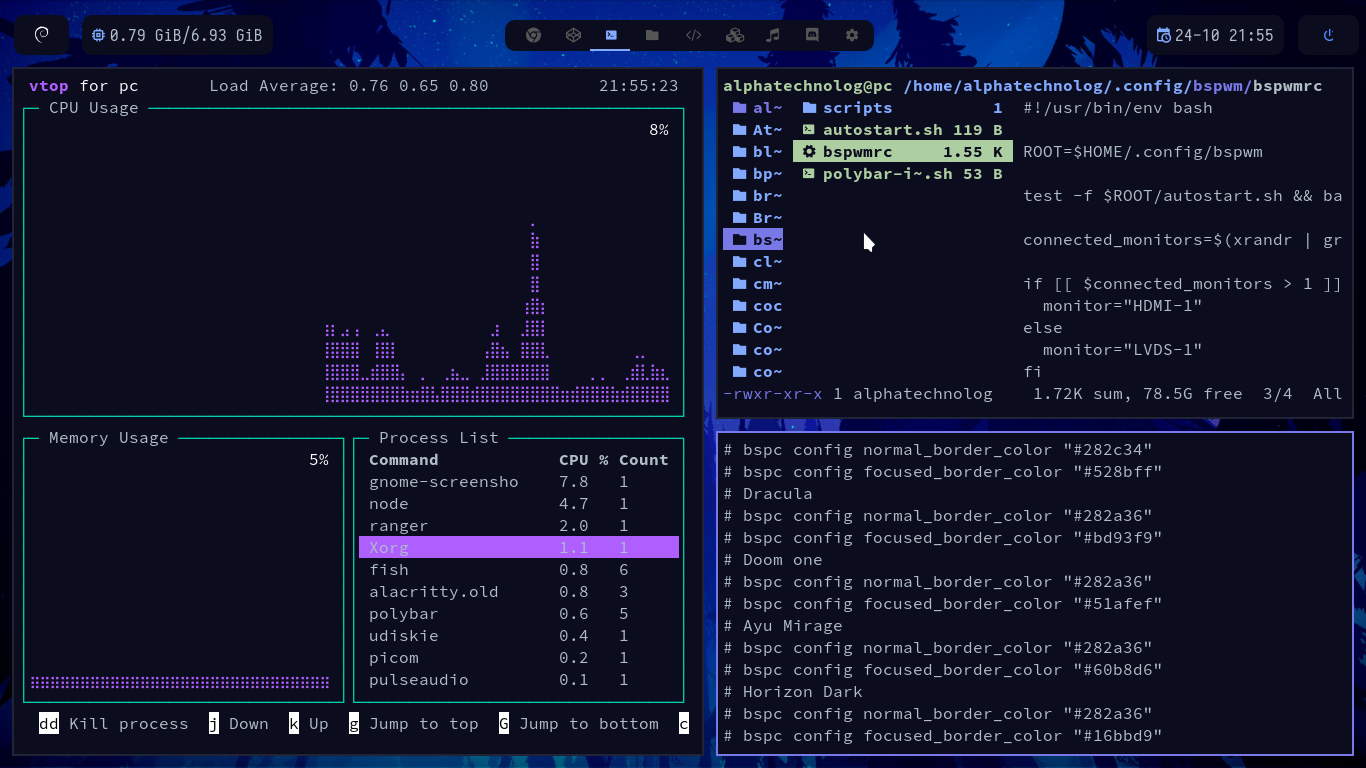 0.79 GiB/6.93 GiB
24-10 21:55
vtop for pc Load Average: 0.76 0.65 0.80 21:55:23
CPU Usage
8%
Memory Usage
5%
Process List
Command CPU % Count
gnome-screensho 7.8 1
node 4.7 1
ranger 2.0 1
Xorg 1.1 1
fish 0.8 6
alacritty.old 0.8 3
polybar 0.6 5
udiskie 0.4 1
picom 0.2 1
pulseaudio 0.1 1
dd Kill process j Down k Up g Jump to top G Jump to bottom c
alphatechnolog@pc /home/alphatechnolog/.config/bspwm/bspwmrc
al~ scripts 1 #!/usr/bin/env bash
At~ autostart.sh 119 B
bl~ bspwmrc 1.55 K ROOT=$HOME/.config/bspwm
bp~ polybar-i~.sh 53 B
br~ test -f $ROOT/autostart.sh && ba
Br~
bs~ connected_monitors=$(xrandr | gr
cl~
cm~ if [[ $connected_monitors > 1 ]]
coc monitor="HDMI-1"
Co~ else
co~ monitor="LVDS-1"
co~ fi
-rwxr-xr-x 1 alphatechnolog 1.72K sum, 78.5G free 3/4 All
# bspc config normal_border_color "#282c34"
# bspc config focused_border_color "#528bff"
# Dracula
# bspc config normal_border_color "#282a36"
# bspc config focused_border_color "#bd93f9"
# Doom one
# bspc config normal_border_color "#282a36"
# bspc config focused_border_color "#51afef"
# Ayu Mirage
# bspc config normal_border_color "#282a36"
# bspc config focused_border_color "#60b8d6"
# Horizon Dark
# bspc config normal_border_color "#282a36"
# bspc config focused_border_color "#16bbd9"